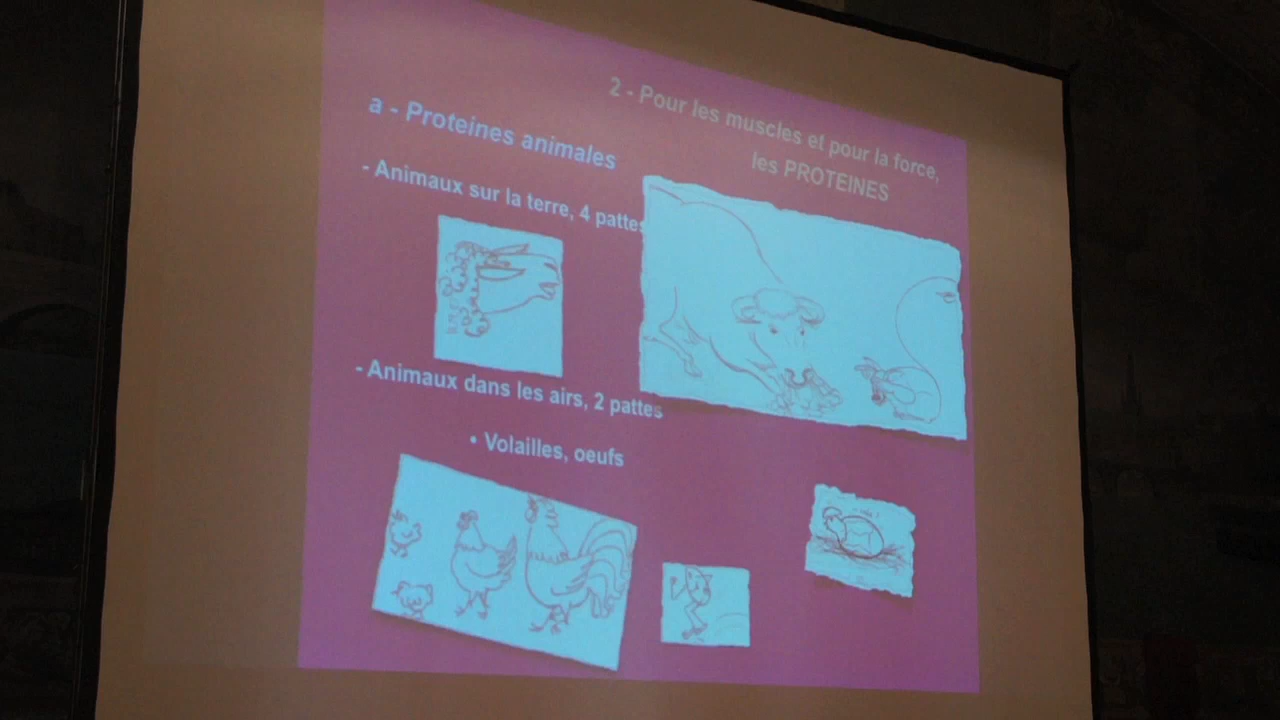 2 - Pour les muscles et pour la force,
les PROTEINES
a - Proteines animales
- Animaux sur la terre, 4 pattes
- Animaux dans les airs, 2 pattes
• Volailles, oeufs